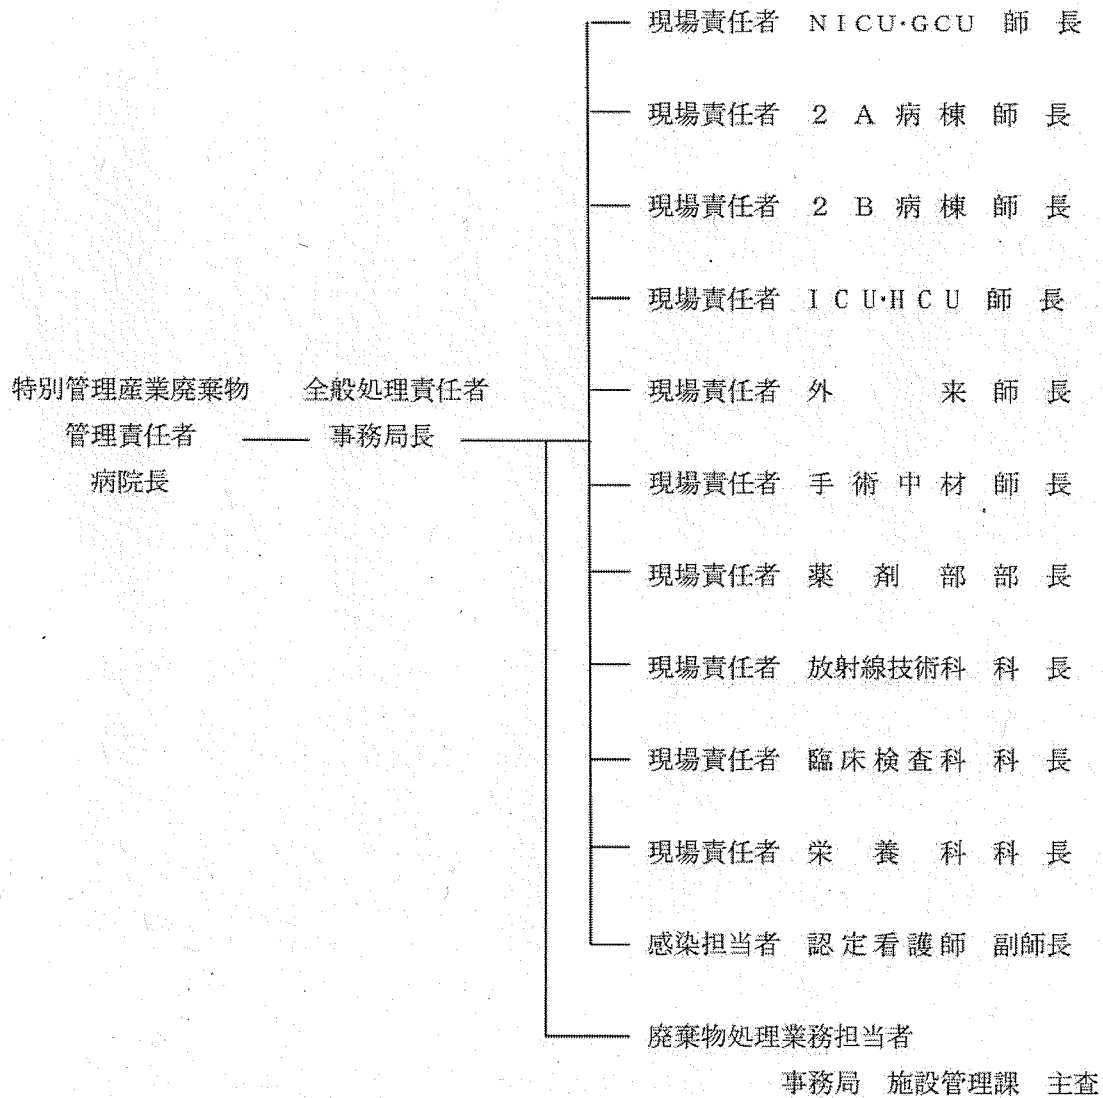 現場責任者 NICU・GCU 師 長
現場責任者 2 A 病 棟 師 長
現場責任者 2 B 病 棟 師 長
現場責任者 I C U・H C U 師 長
特別管理産業廃棄物
管理責任者
病院長
全般処理責任者
事務局長
現場責任者 外 来 師 長
現場責任者 手 術 中 材 師 長
現場責任者 薬 剤 部 部 長
現場責任者 放射線技術科 科 長
現場責任者 臨床検査科 科 長
現場責任者 栄 養 科 科 長
感染担当者 認定看護師 副師長
廃棄物処理業務担当者
事務局 施設管理課 主査